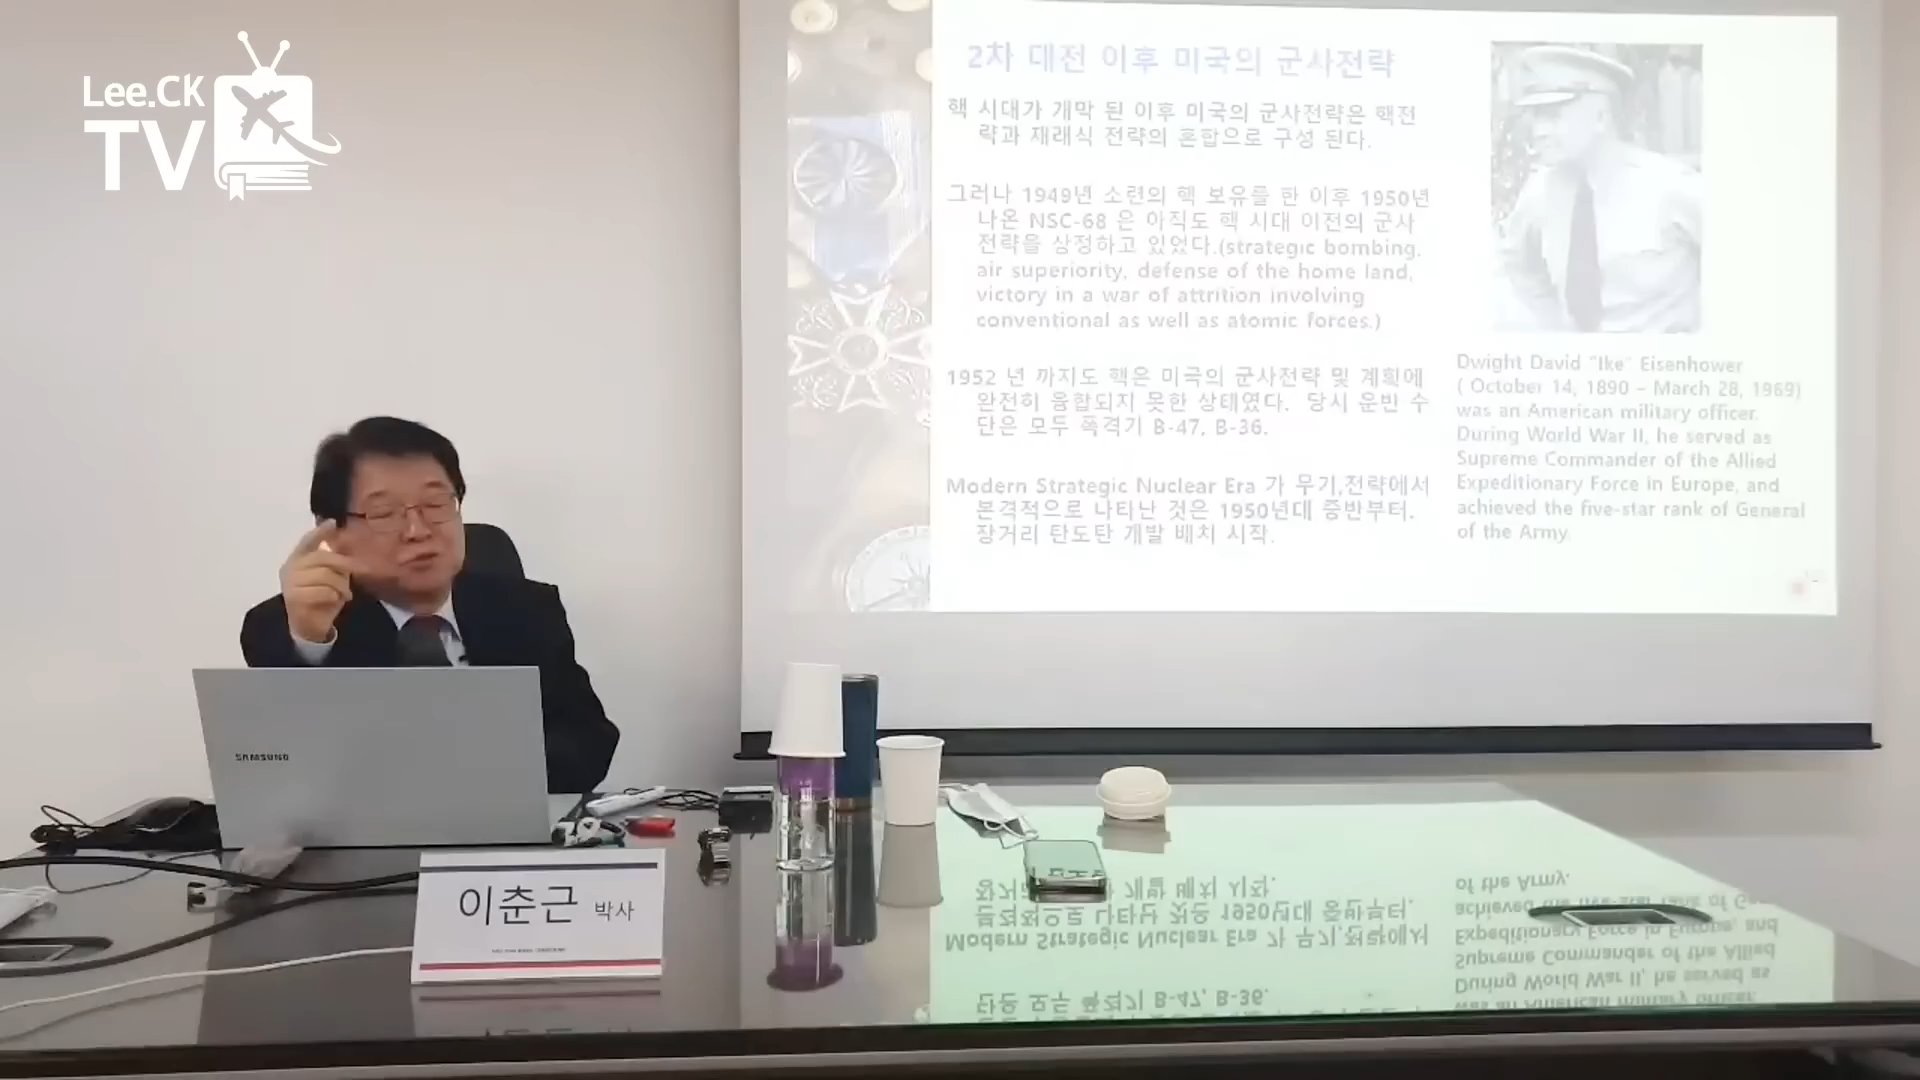 Lee.CK
TV
2차 대전 이후 미국의 군사전략
핵 시대가 개막 된 이후 미국의 군사전략은 핵전
략과 재래식 전략의 혼합으로 구성 된다.
그러나 1949년 소련의 핵 보유를 한 이후 1950년
나온 NSC-68 은 아직도 핵 시대 이전의 군사
전략을 상정하고 있었다.(strategic bombing.
air superiority, defense of the home land,
victory in a war of attrition involving
conventional as well as atomic forces.)
1952 년 까지도 핵은 미국의 군사전략 및 계획에
완전히 융합되지 못한 상태였다. 당시 운반 수
단은 모두 폭격기 B-47, B-36.
Modern Strategic Nuclear Era 가 무기,전략에서
본격적으로 나타난 것은 1950년대 중반부터.
장거리 탄도탄 개발 배치 시작.
Dwight David "Ike" Eisenhower
( October 14, 1890 – March 28, 1969)
was an American military officer.
During World War II, he served as
Supreme Commander of the Allied
Expeditionary Force in Europe, and
achieved the five-star rank of General
of the Army.
SAMSUNG
이춘근 박사